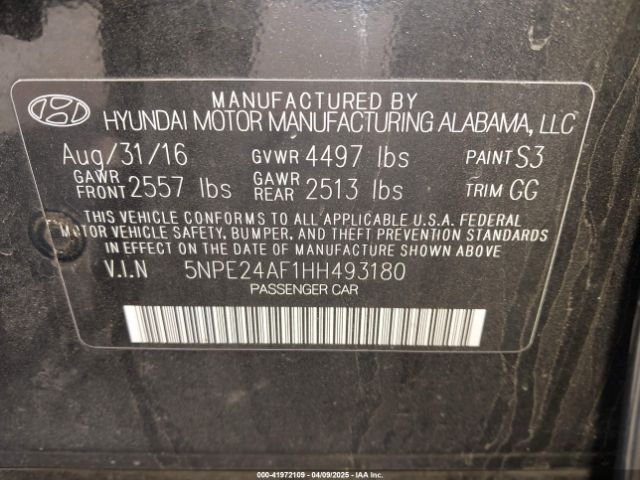 MANUFACTURED BY
HYUNDAI MOTOR MANUFACTURING ALABAMA, LLC
Aug/31/16 GVWR 4497 lbs PAINT S3
GAWR FRONT 2557 lbs GAWR REAR 2513 lbs TRIM GG
THIS VEHICLE CONFORMS TO ALL APPLICABLE U.S.A. FEDERAL
MOTOR VEHICLE SAFETY, BUMPER, AND THEFT PREVENTION STANDARDS
IN EFFECT ON THE DATE OF MANUFACTURE SHOWN ABOVE.
V.I.N 5NPE24AF1HH493180
PASSENGER CAR
000-41972109 04/09/2025 IAA Inc.